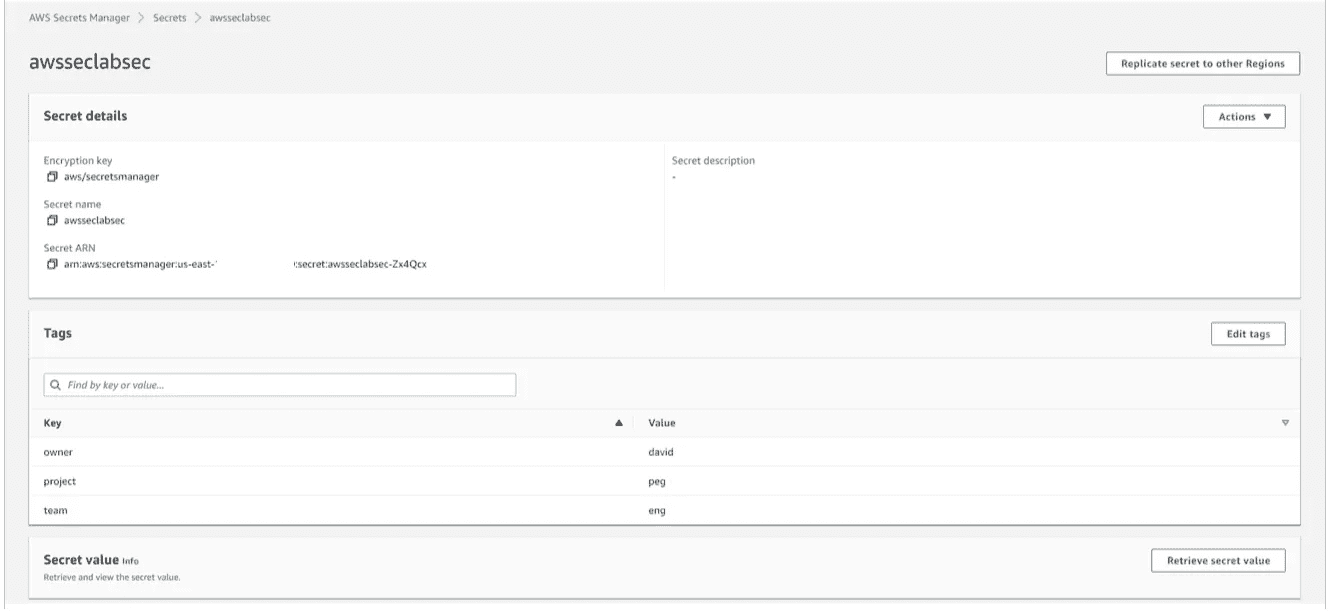 AWS Secrets Manager > Secrets > awsseclabsec
awsseclabsec
Replicate secret to other Regions
Secret details
Actions ▼
Encryption key
aws/secretsmanager
Secret name
awsseclabsec
Secret ARN
arn:aws:secretsmanager:us-east- :secret:awsseclabsec-Zx4Qcx
Secret description
-
Tags
Edit tags
Find by key or value...
Key Value
owner david
project peg
team eng
Secret value Info
Retrieve and view the secret value.
Retrieve secret value